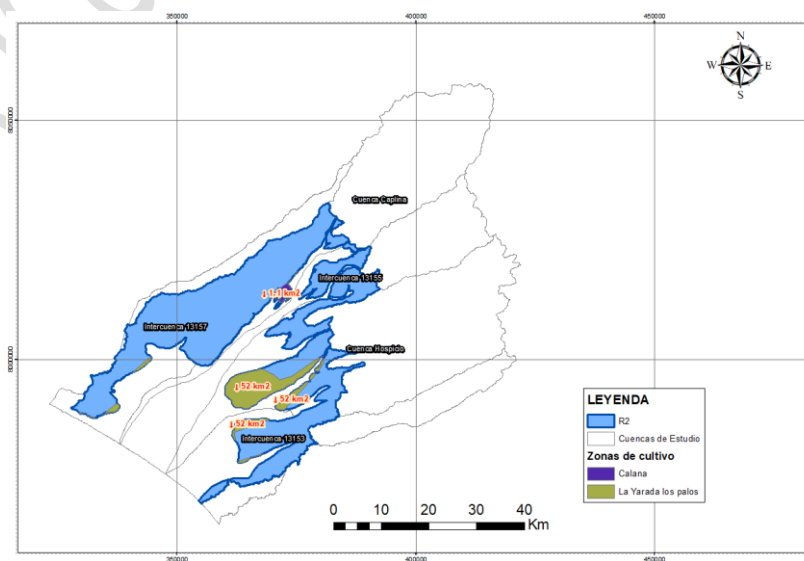 350000
400000
450000
N
W
E
S
8050000
Cuenca Caplina
Intercuenca 13155
↓ 1.1 km2
Intercuenca 13157
Cuenca Hospicio
8000000
↓ 52 km2
↓ 52 km2
↓ 52 km2
Intercuenca 13153
LEYENDA
R2
Cuencas de Estudio
Zonas de cultivo
Calana
La Yarada los palos
0 10 20 30 40
Km
350000
400000
450000